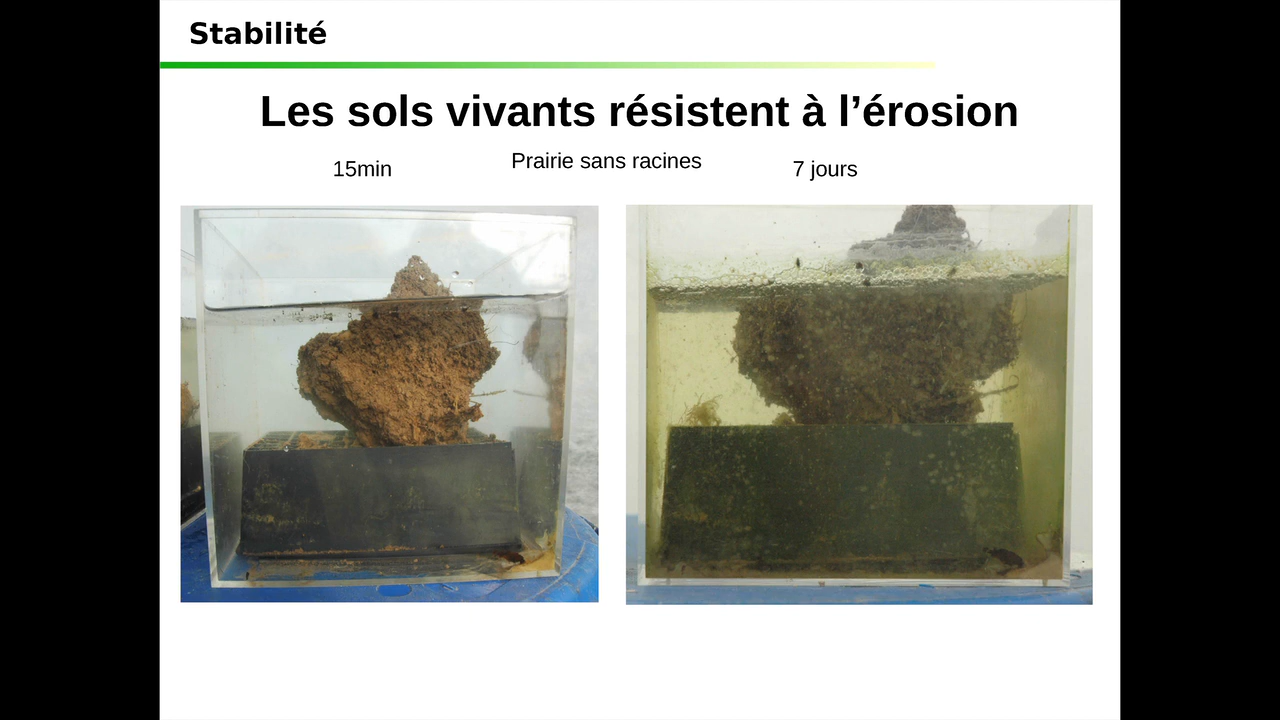 Stabilité
Les sols vivants résistent à l’érosion
15min
Prairie sans racines
7 jours